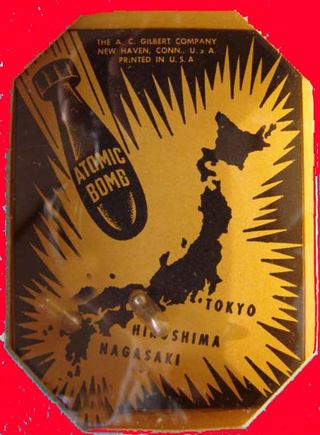 THE A. C. GILBERT COMPANY
NEW HAVEN, CONN., U. S. A
PRINTED IN U. S. A
ATOMIC
BOMB
TOKYO
HIROSHIMA
NAGASAKI